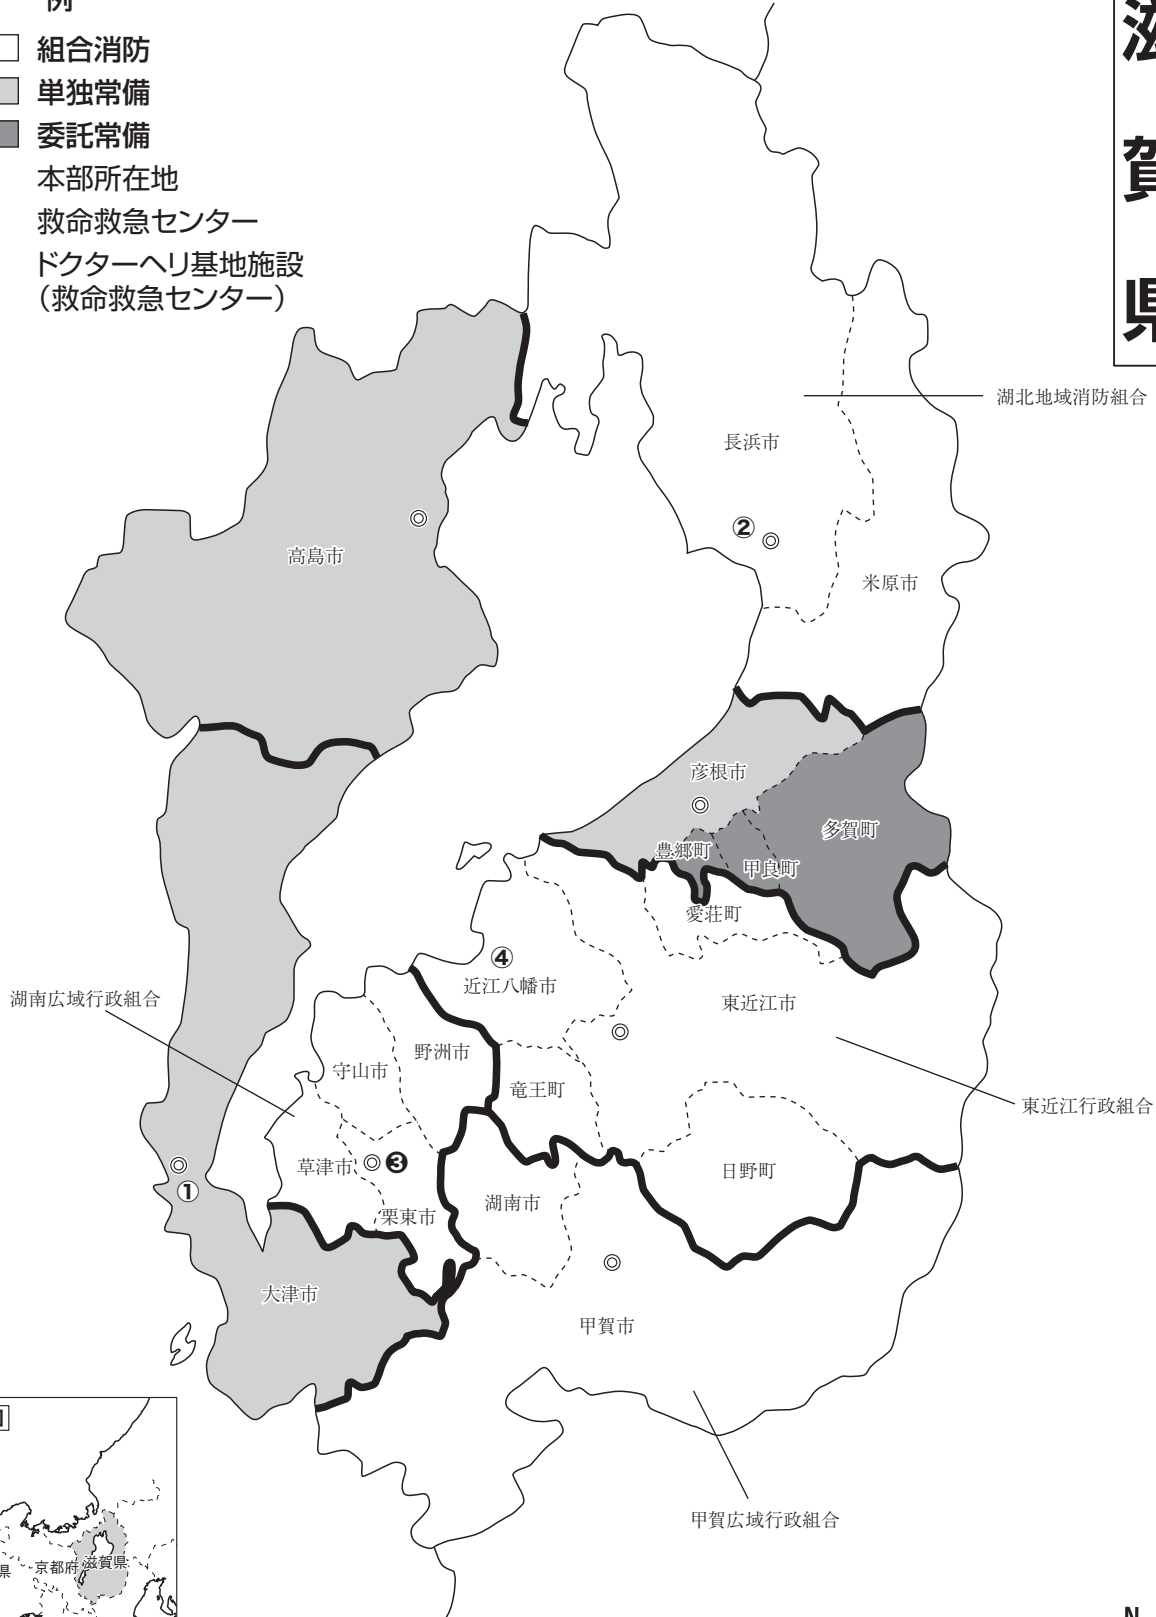 例
組合消防
単独常備
委託常備
本部所在地
救命救急センター
ドクターヘリ基地施設
（救命救急センター）
滋賀県
湖北地域消防組合
長浜市
②
高島市
米原市
彦根市
多賀町
豊郷町
甲良町
愛荘町
④
近江八幡市
湖南広域行政組合
東近江市
野洲市
守山市
竜王町
東近江行政組合
草津市
❸
日野町
①
湖南市
栗東市
大津市
甲賀市
甲賀広域行政組合
京都府
滋賀県
県
N